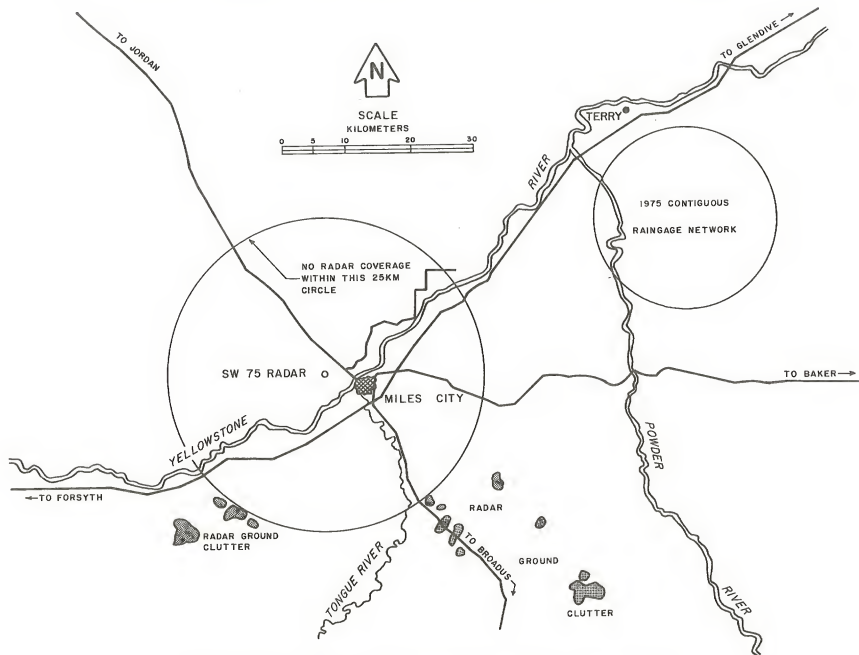 TO JORDAN
N
SCALE
KILOMETERS
0 5 10 20 30
TO GLENDIVE
TERRY
RIVER
1975 CONTIGUOUS
RAINGAGE NETWORK
NO RADAR COVERAGE
WITHIN THIS 25KM
CIRCLE
SW 75 RADAR
MILES CITY
TO BAKER
YELLOWSTONE
POWDER
TO FORSYTH
RADAR GROUND
CLUTTER
RADAR
GROUND
CLUTTER
TO BROADUS
TONGUE RIVER
RIVER